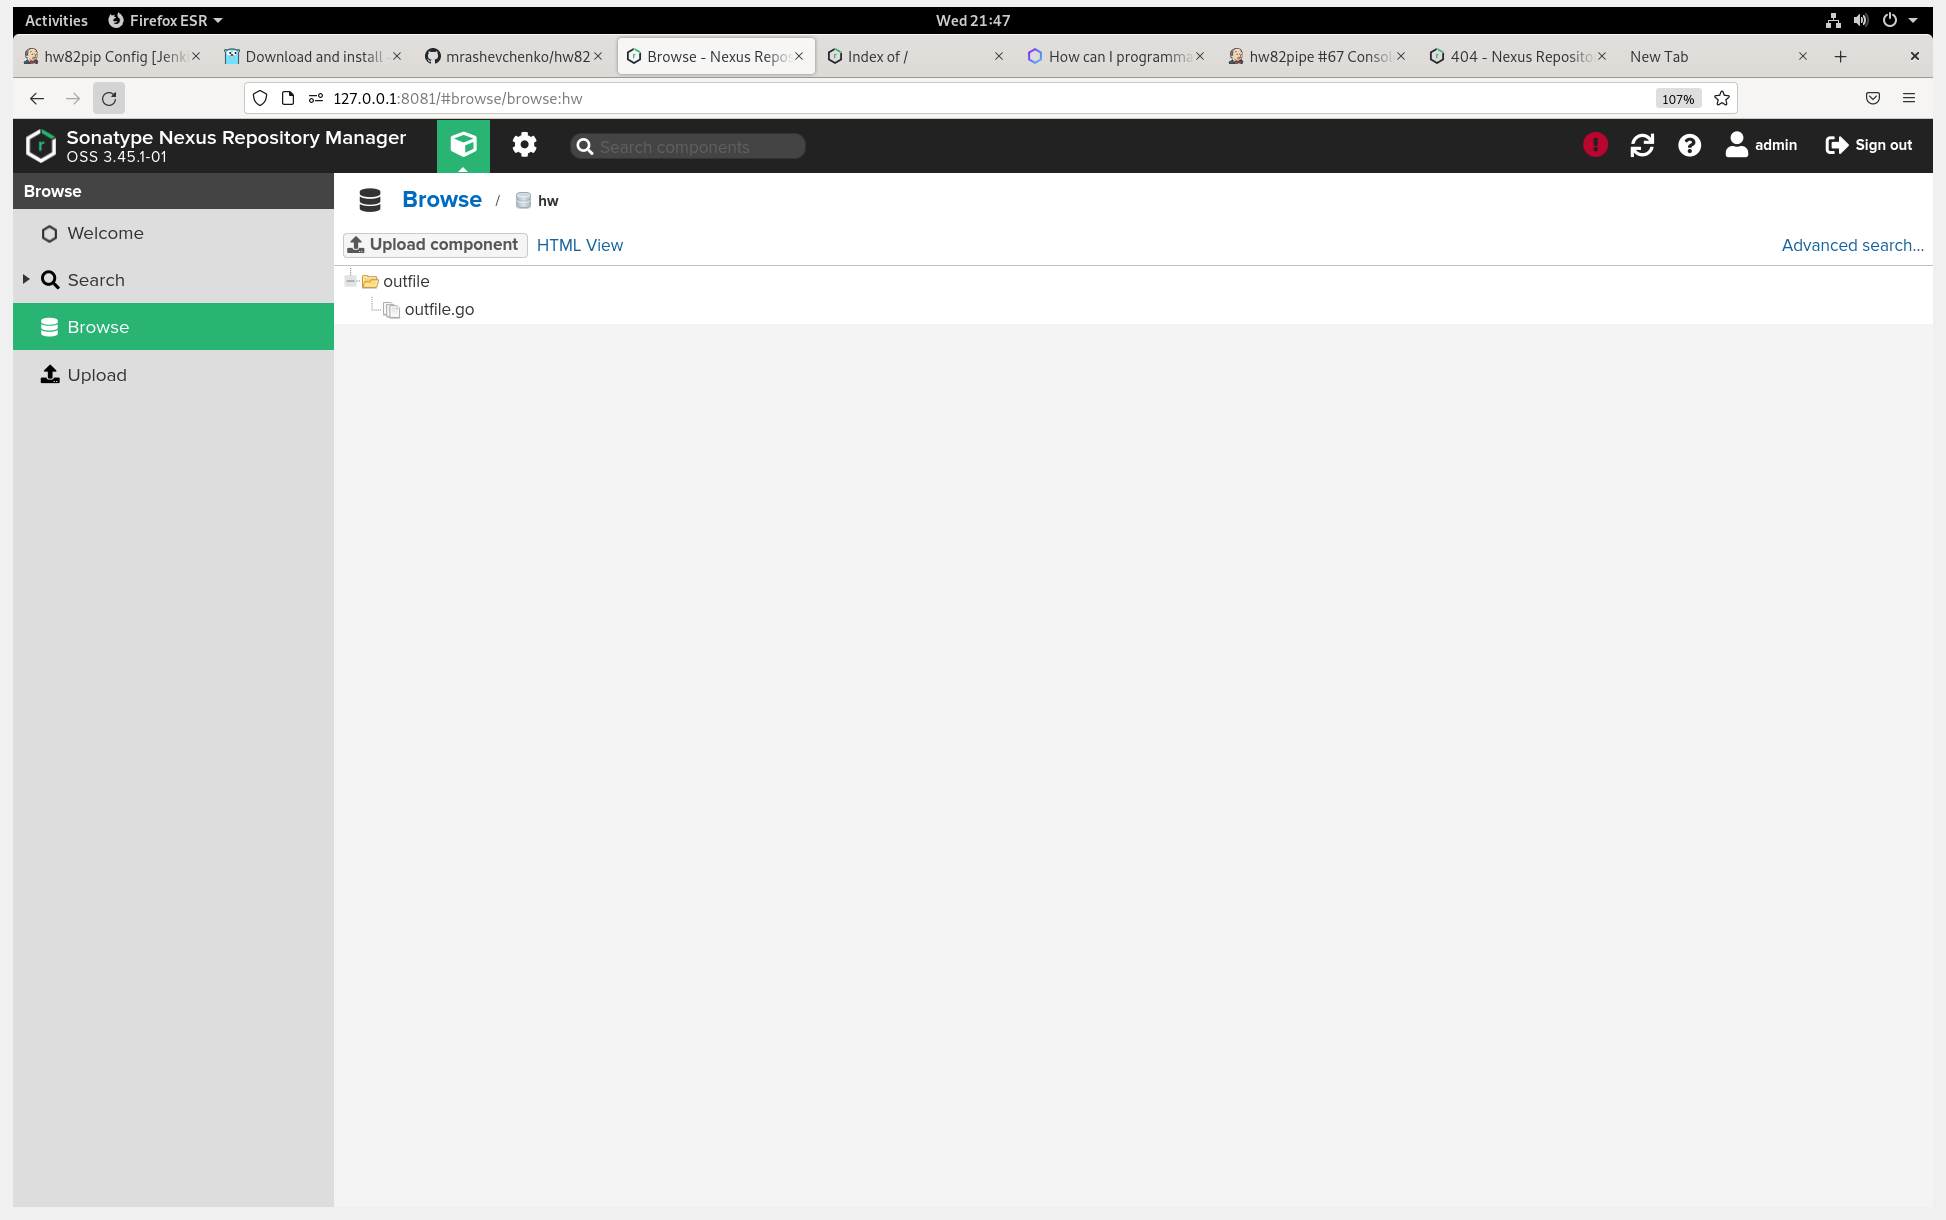 Activities Firefox ESR Wed 21:47
hw82pip Config [Jenki Download and install - mrashevchenko/hw82 Browse - Nexus Repos Index of / How can I programma hw82pipe #67 Consol 404 - Nexus Reposito New Tab
127.0.0.1:8081/#browse/browse:hw 107%
Sonatype Nexus Repository Manager
OSS 3.45.1-01
Search components
admin Sign out
Browse
Welcome
Search
Browse
Upload
Browse / hw
Upload component HTML View Advanced search...
outfile
outfile.go